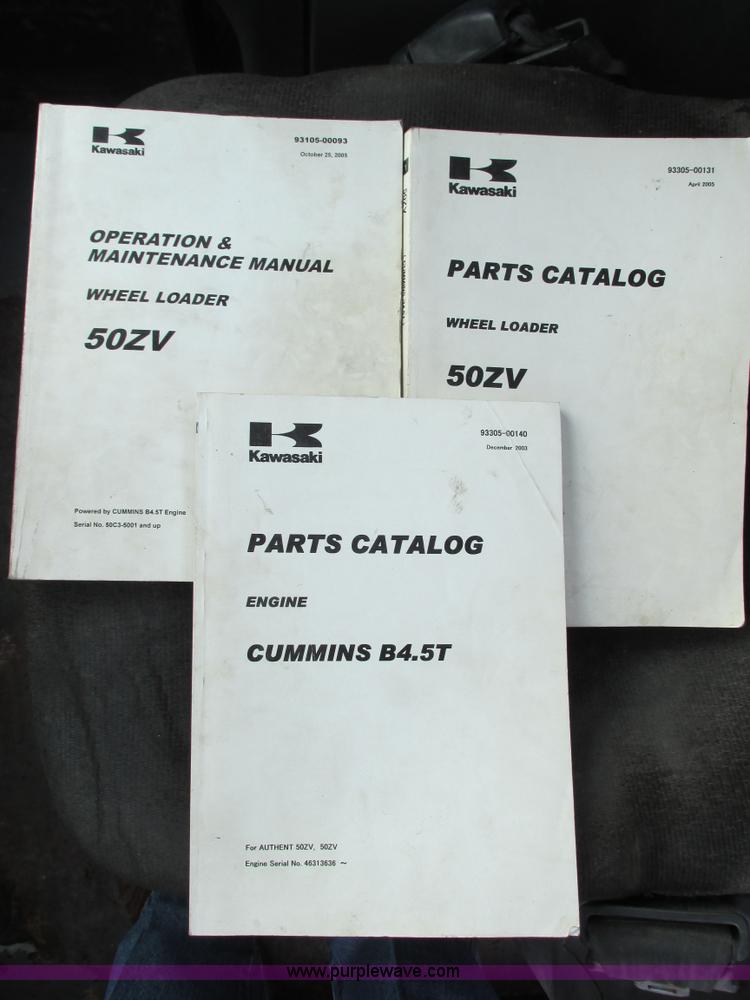 Kawasaki
93105-00093
October 25, 2005
OPERATION &
MAINTENANCE MANUAL
WHEEL LOADER
50ZV
Powered by CUMMINS B4.5T Engine
Serial No. 50C3-5001 and up
Kawasaki
93305-00131
April 2005
PARTS CATALOG
WHEEL LOADER
50ZV
50ZV
Kawasaki
93305-00140
December 2003
PARTS CATALOG
ENGINE
CUMMINS B4.5T
For AUTHENT 50ZV, 50ZV
Engine Serial No. 46313636 ~
www.purplewave.com